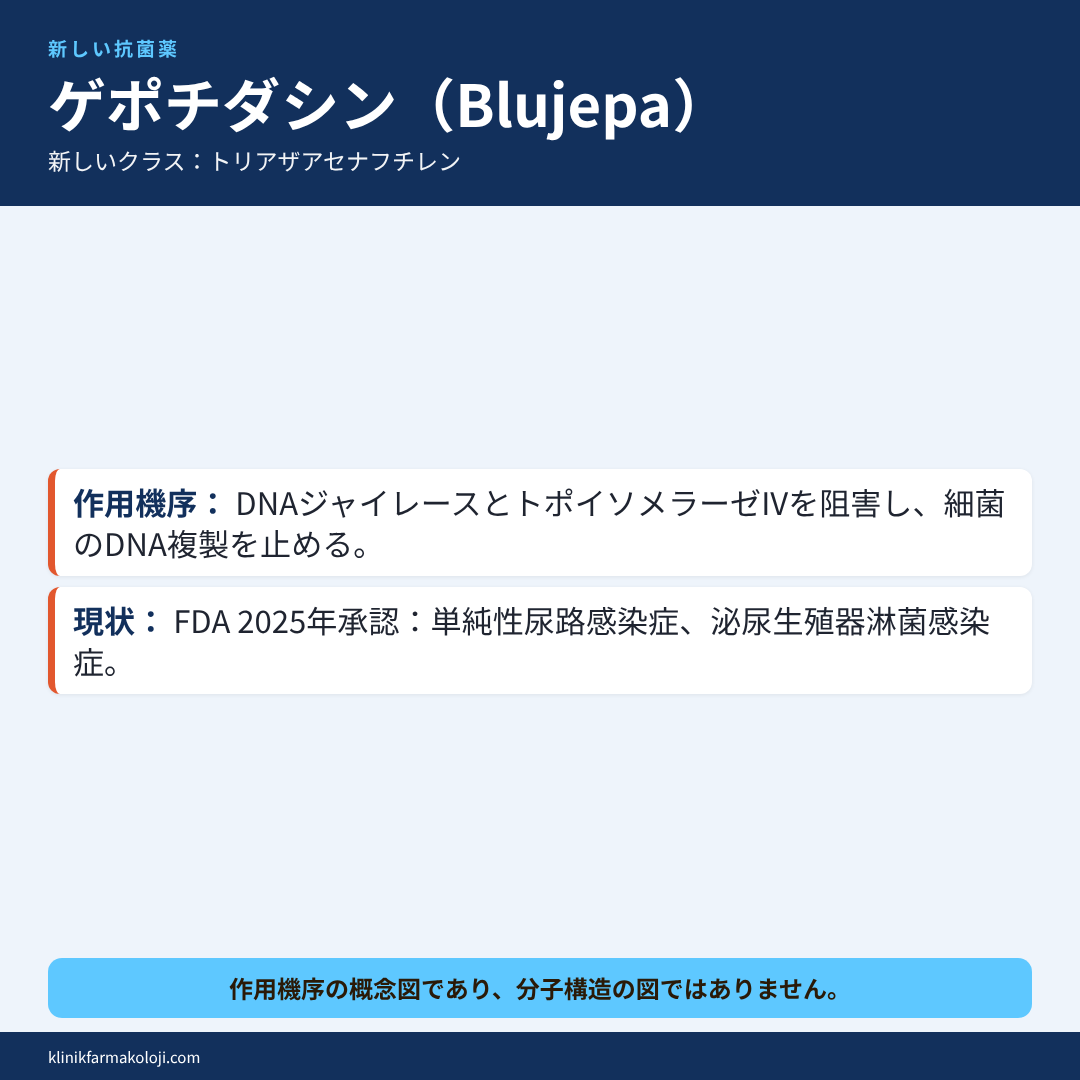 新しい抗菌薬
ゲポチダシン（Blujepa）
新しいクラス：トリアザアセナフチレン
作用機序： DNAジャイレースとトポイソメラーゼIVを阻害し、細菌
のDNA複製を止める。
現状： FDA 2025年承認：単純性尿路感染症、泌尿生殖器淋菌感染
症。
作用機序の概念図であり、分子構造の図ではありません。
klinikfarmakoloji.com